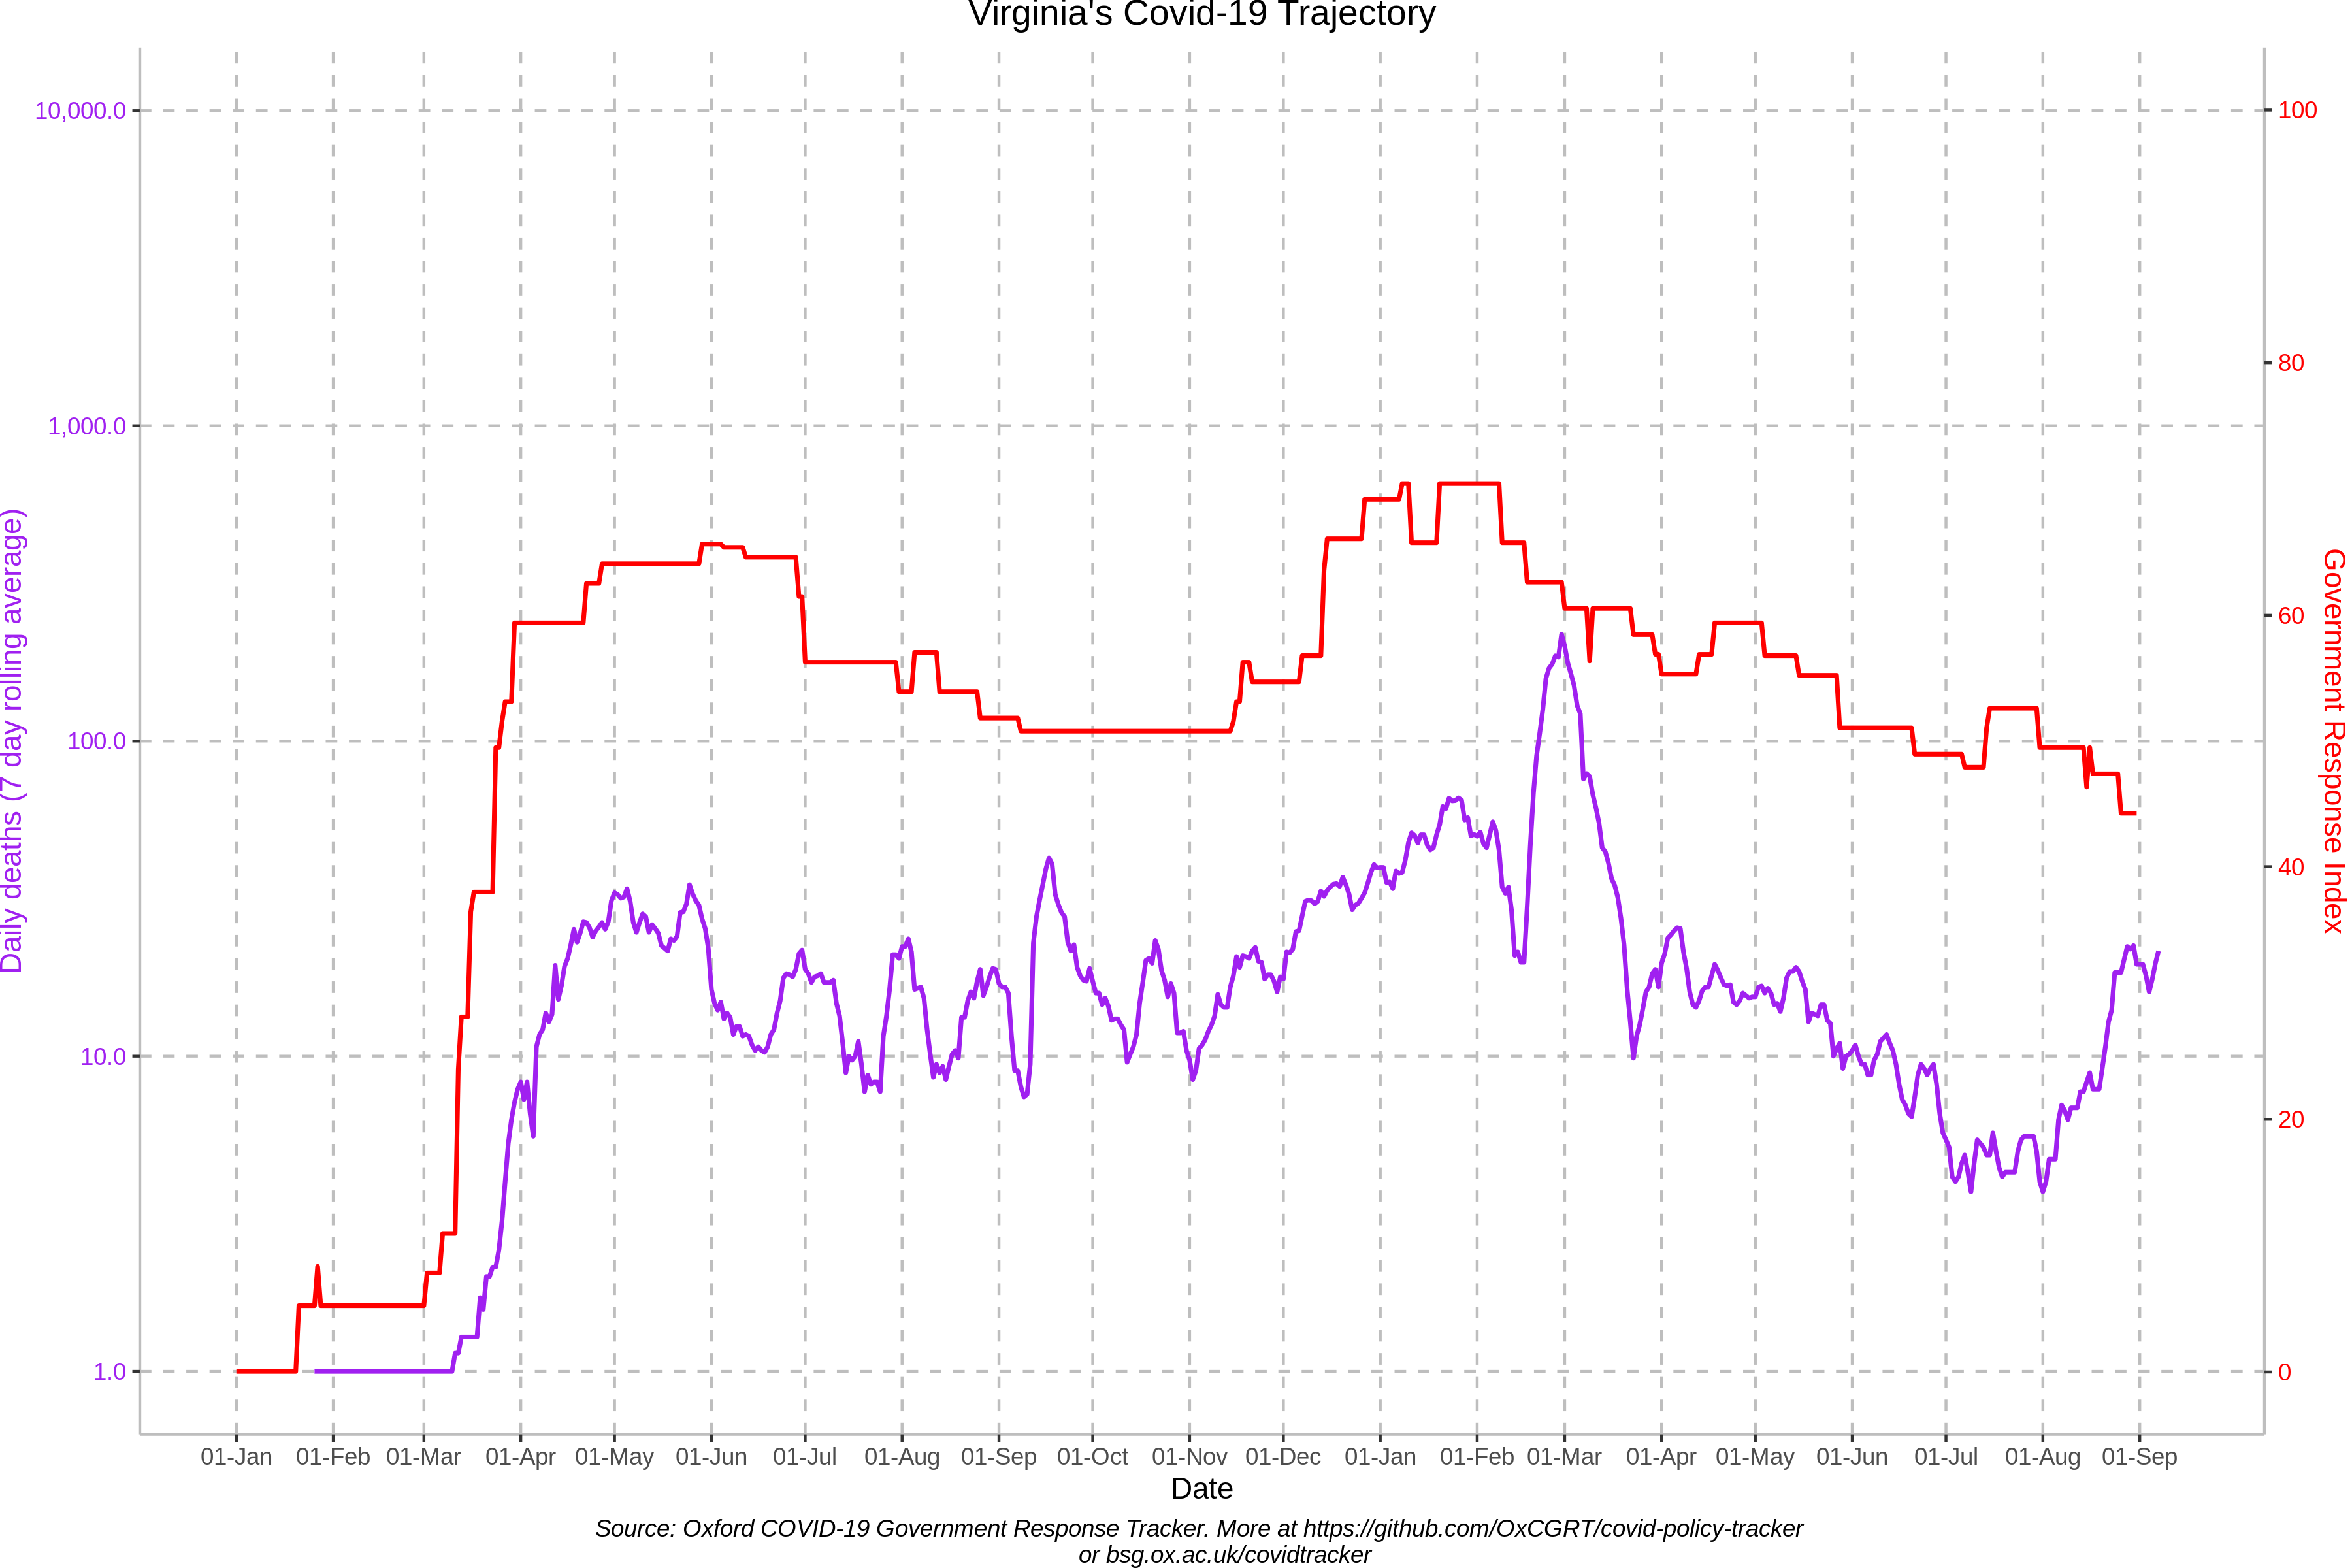 Virginia's Covid-19 Trajectory
10,000.0
1,000.0
100.0
10.0
1.0
Daily deaths (7 day rolling average)
100
80
60
40
20
0
Government Response Index
01-Jan 01-Feb 01-Mar 01-Apr 01-May 01-Jun 01-Jul 01-Aug 01-Sep 01-Oct 01-Nov 01-Dec 01-Jan 01-Feb 01-Mar 01-Apr 01-May 01-Jun 01-Jul 01-Aug 01-Sep
Date
Source: Oxford COVID-19 Government Response Tracker. More at https://github.com/OxCGRT/covid-policy-tracker
or bsg.ox.ac.uk/covidtracker